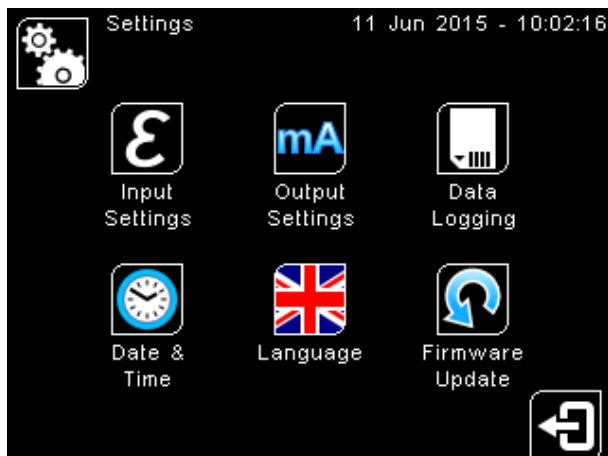 Settings
11 Jun 2015 - 10:02:16
ε
mA
Input
Settings
Output
Settings
Data
Logging
Date &
Time
Language
Firmware
Update